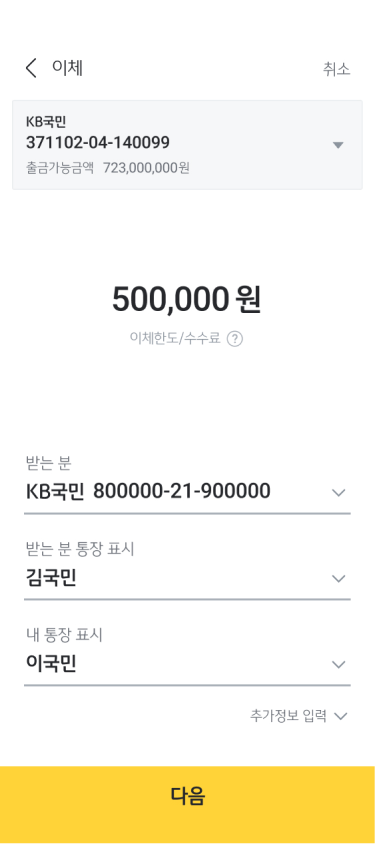 이체 취소
KB국민
371102-04-140099
출금가능금액 723,000,000원
500,000 원
이체한도/수수료 ?
받는 분
KB국민 800000-21-900000
받는 분 통장 표시
김국민
내 통장 표시
이국민
추가정보 입력
다음